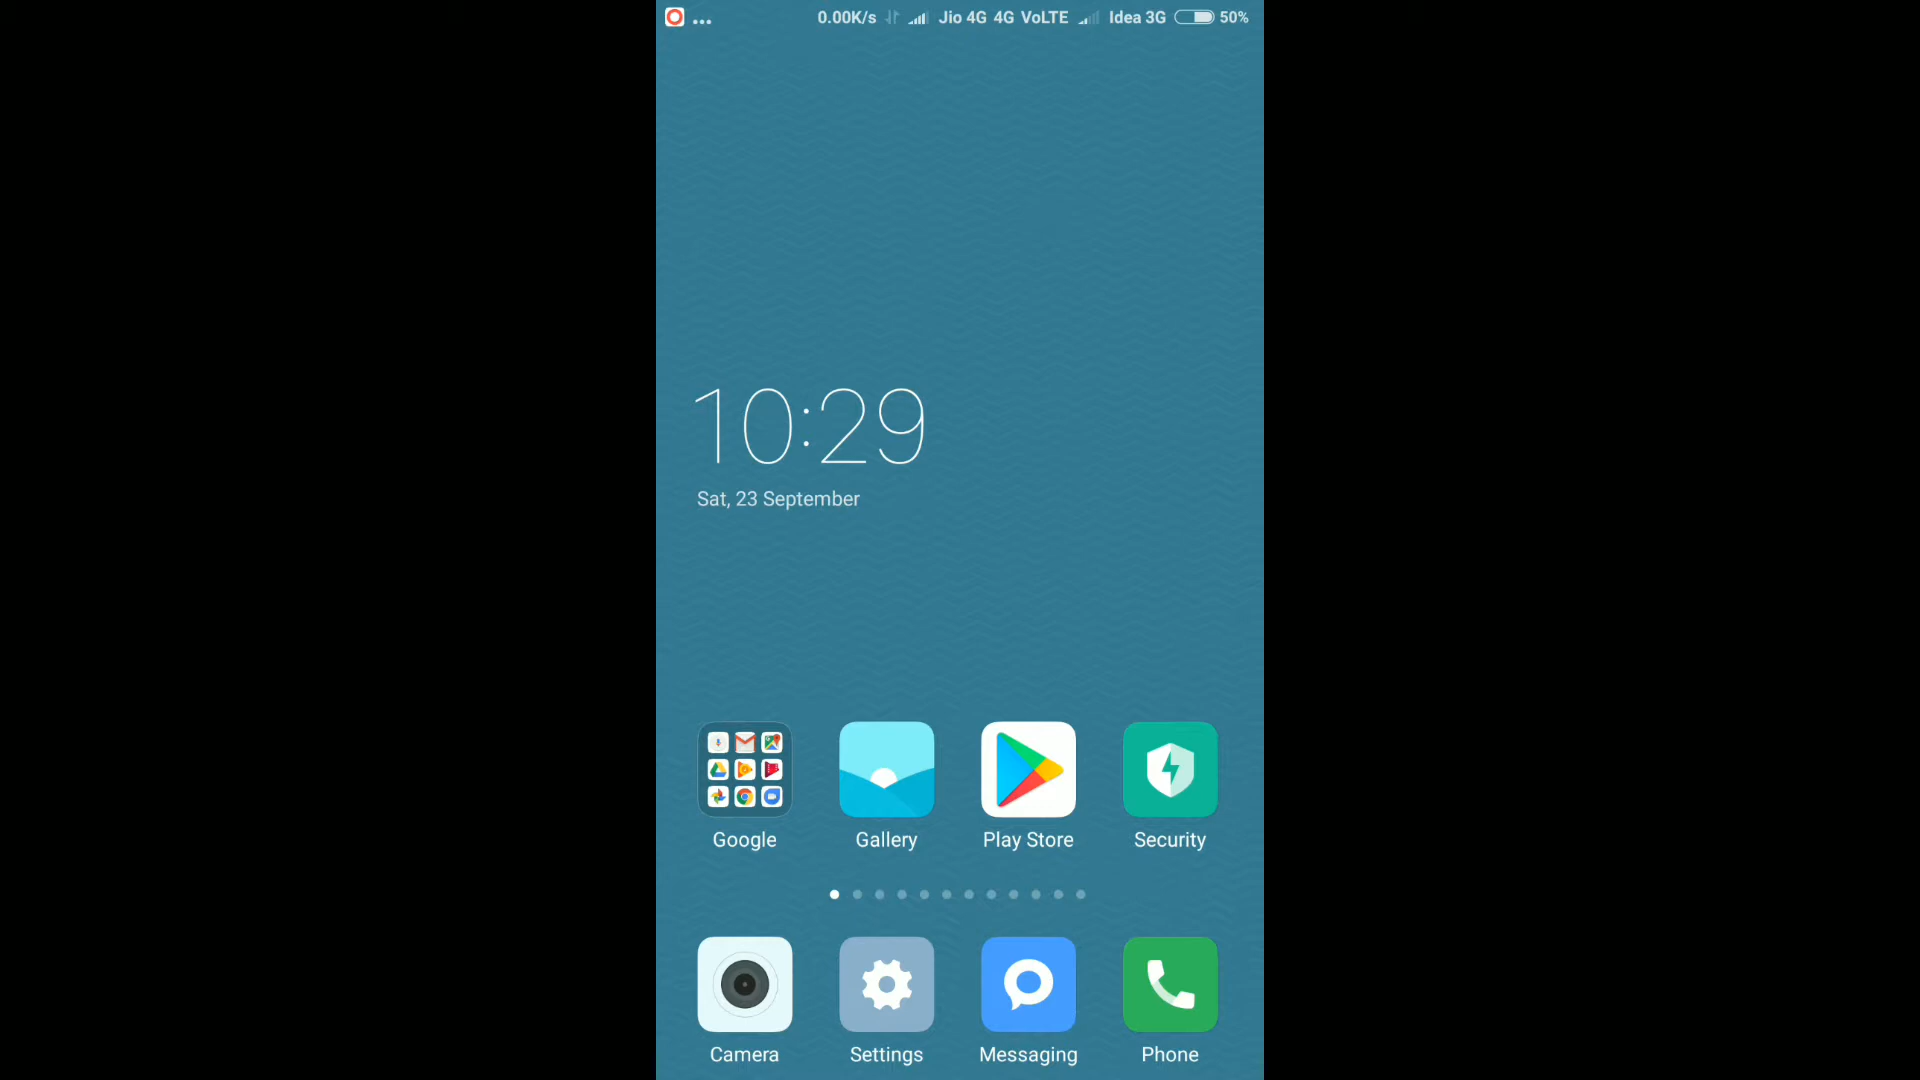 0.00K/s Jio 4G 4G VoLTE Idea 3G 50%
10:29
Sat, 23 September
Google Gallery Play Store Security
Camera Settings Messaging Phone